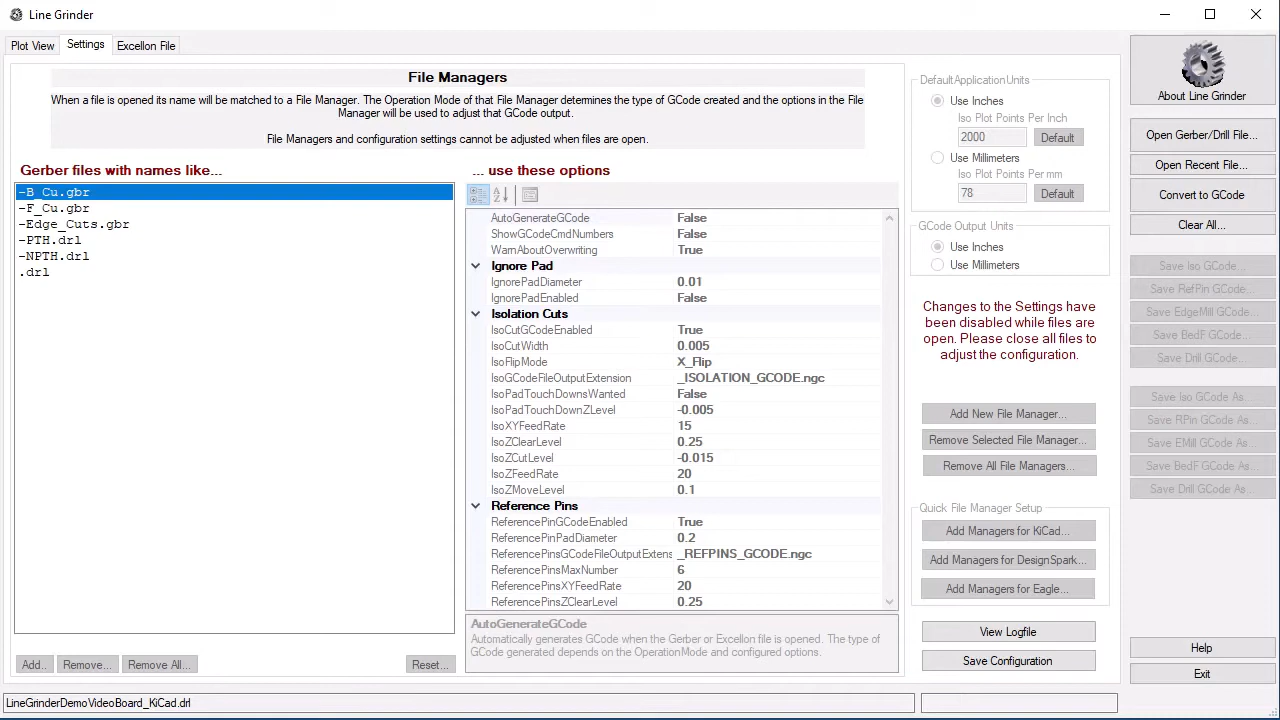 Line Grinder
Plot View
Settings
Excellon File
File Managers
When a file is opened its name will be matched to a File Manager. The Operation Mode of that File Manager determines the type of GCode created and the options in the File
Manager will be used to adjust that GCode output.
File Managers and configuration settings cannot be adjusted when files are open.
Gerber files with names like...
-B_Cu.gbr
-F_Cu.gbr
-Edge_Cuts.gbr
-PTH.drl
-NPTH.drl
.drl
Add..
Remove...
Remove All...
Reset...
... use these options
AutoGenerateGCode False
ShowGCodeCmdNumbers False
WarnAboutOverwriting True
Ignore Pad
IgnorePadDiameter 0.01
IgnorePadEnabled False
Isolation Cuts
IsoCutGCodeEnabled True
IsoCutWidth 0.005
IsoFlipMode X_Flip
IsoGCodeFileOutputExtension _ISOLATION_GCODE.ngc
IsoPadTouchDownsWanted False
IsoPadTouchDownZLevel -0.005
IsoXYFeedRate 15
IsoZClearLevel 0.25
IsoZCutLevel -0.015
IsoZFeedRate 20
IsoZMoveLevel 0.1
Reference Pins
ReferencePinGCodeEnabled True
ReferencePinPadDiameter 0.2
ReferencePinsGCodeFileOutputExtens _REFPINS_GCODE.ngc
ReferencePinsMaxNumber 6
ReferencePinsXYFeedRate 20
ReferencePinsZClearLevel 0.25
AutoGenerateGCode
Automatically generates GCode when the Gerber or Excellon file is opened. The type of
GCode generated depends on the OperationMode and configured options.
DefaultApplicationUnits
Use Inches
Iso Plot Points Per Inch
2000
Default
Use Millimeters
Iso Plot Points Per mm
78
Default
GCode Output Units
Use Inches
Use Millimeters
Changes to the Settings have
been disabled while files are
open. Please close all files to
adjust the configuration.
Add New File Manager...
Remove Selected File Manager...
Remove All File Managers...
Quick File Manager Setup
Add Managers for KiCad...
Add Managers for DesignSpark...
Add Managers for Eagle...
View Logfile
Save Configuration
About Line Grinder
Open Gerber/Drill File...
Open Recent File...
Convert to GCode
Clear All...
Save Iso GCode...
Save RefPin GCode...
Save EdgeMill GCode...
Save BedF GCode...
Save Drill GCode...
Save Iso GCode As...
Save RPin GCode As...
Save EMill GCode As...
Save BedF GCode As...
Save Drill GCode As...
Help
Exit
LineGrinderDemoVideoBoard_KiCad.drl